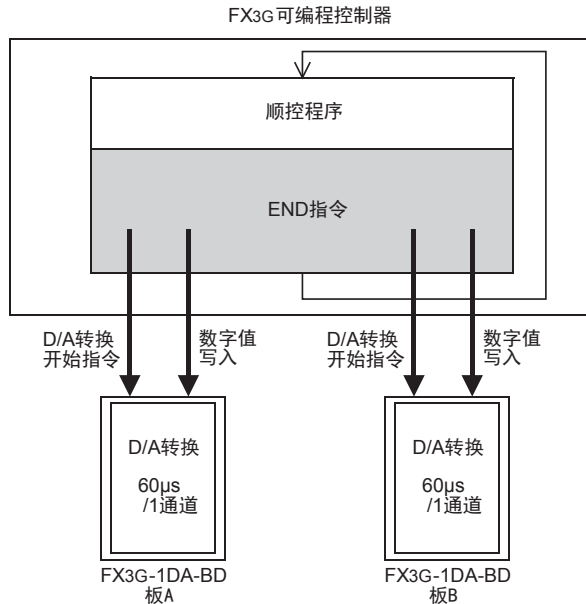 FX3G可编程控制器
顺控程序
END指令
D/A转换
开始指令
数字值
写入
D/A转换
开始指令
数字值
写入
D/A转换
60μs
/1通道
D/A转换
60μs
/1通道
FX3G-1DA-BD
板A
FX3G-1DA-BD
板B